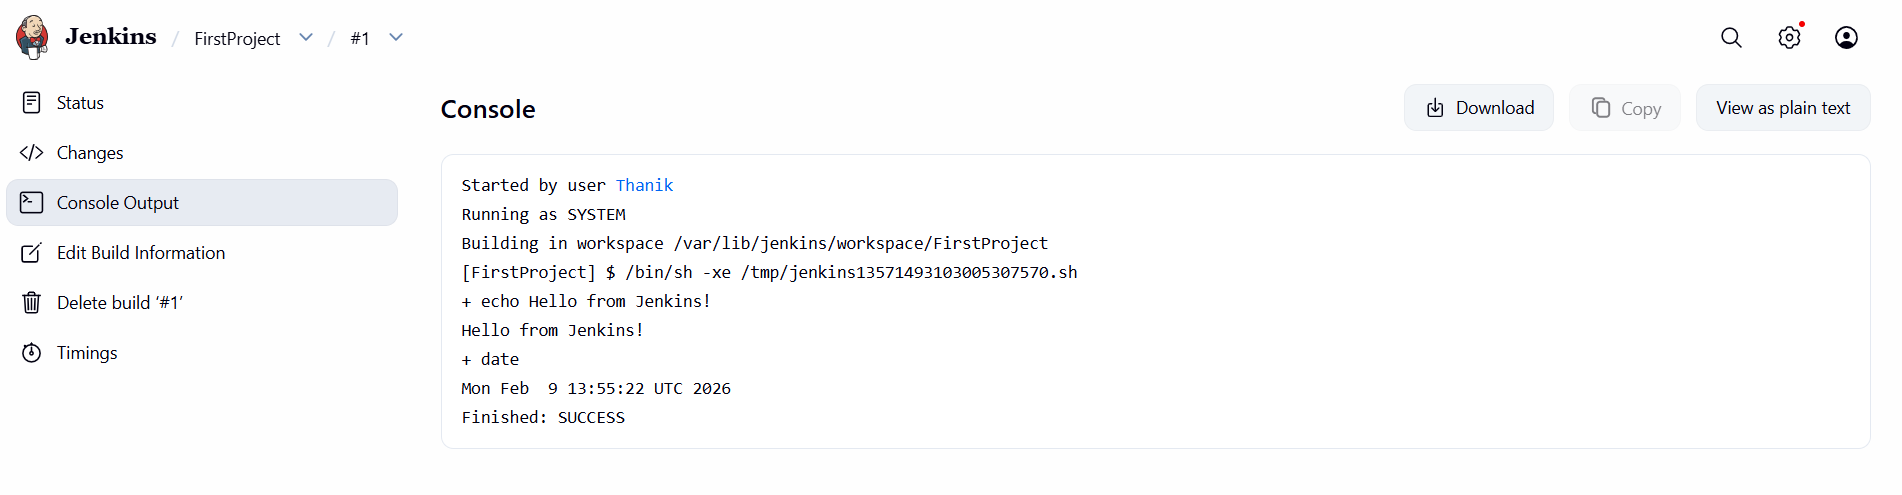 Jenkins / FirstProject / #1
Status
Changes
Console Output
Edit Build Information
Delete build ‘#1’
Timings
Console
Download
Copy
View as plain text
Started by user Thanik
Running as SYSTEM
Building in workspace /var/lib/jenkins/workspace/FirstProject
[FirstProject] $ /bin/sh -xe /tmp/jenkins13571493103005307570.sh
+ echo Hello from Jenkins!
Hello from Jenkins!
+ date
Mon Feb  9 13:55:22 UTC 2026
Finished: SUCCESS